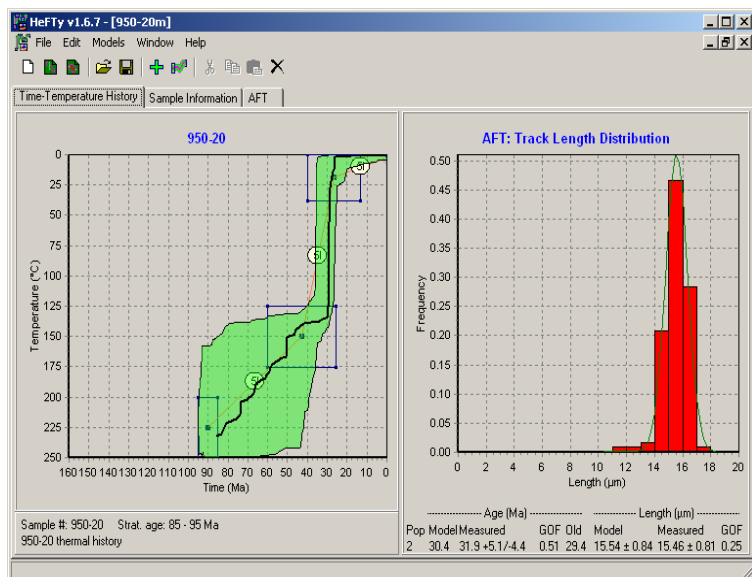 HeFTy v1.6.7 - [950-20m]
File Edit Models Window Help
Time-Temperature History Sample Information AFT
950-20
0
25
50
75
100
125
150
175
200
225
250
Temperature (°C)
5I
5I
5I
160 150 140 130 120 110 100 90 80 70 60 50 40 30 20 10 0
Time (Ma)
Sample #: 950-20 Strat. age: 85 - 95 Ma
950-20 thermal history
AFT: Track Length Distribution
0.50
0.45
0.40
0.35
0.30
0.25
0.20
0.15
0.10
0.05
0.00
Frequency
0 2 4 6 8 10 12 14 16 18 20
Length (µm)
---------- Age (Ma) ---------- ------ Length (µm) ------
Pop Model Measured GOF Old Model Measured GOF
2 30.4 31.9 +5.1/-4.4 0.51 29.4 15.54 ± 0.84 15.46 ± 0.81 0.25